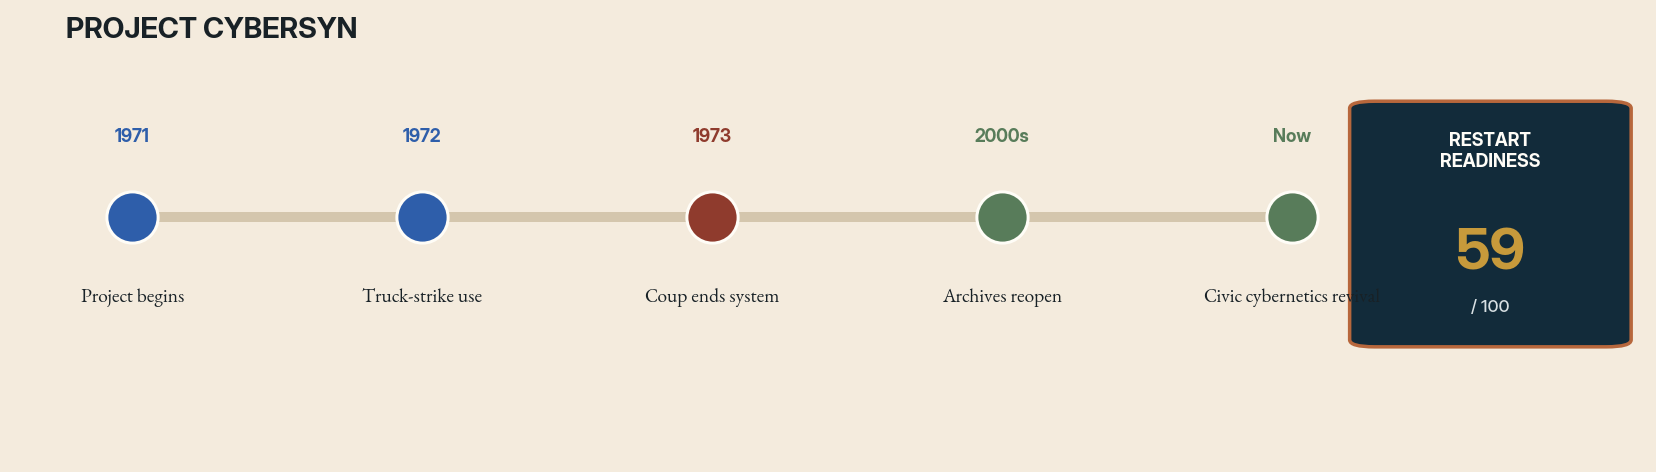 PROJECT CYBERSYN
1971
1972
1973
2000s
Now
Project begins
Truck-strike use
Coup ends system
Archives reopen
Civic cybernetics revival
RESTART
READINESS
59
/ 100